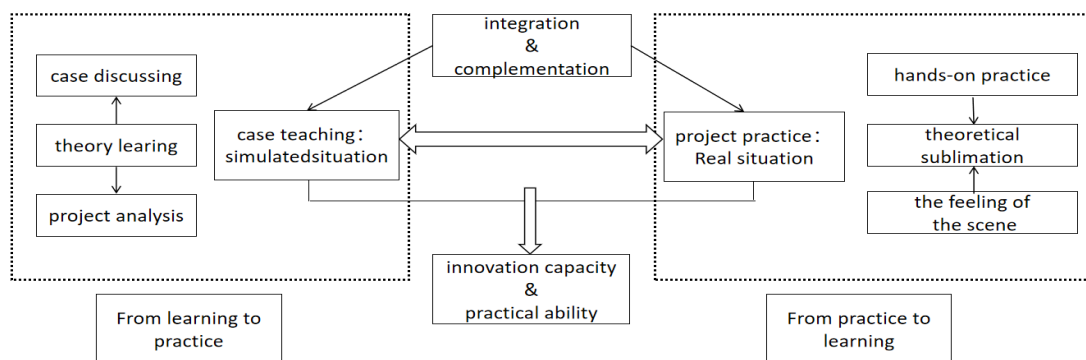 integration
&
complementation
case discussing
theory learing
project analysis
case teaching：
simulatedsituation
project practice：
Real situation
hands-on practice
theoretical
sublimation
the feeling of
the scene
innovation capacity
&
practical ability
From learning to
practice
From practice to
learning